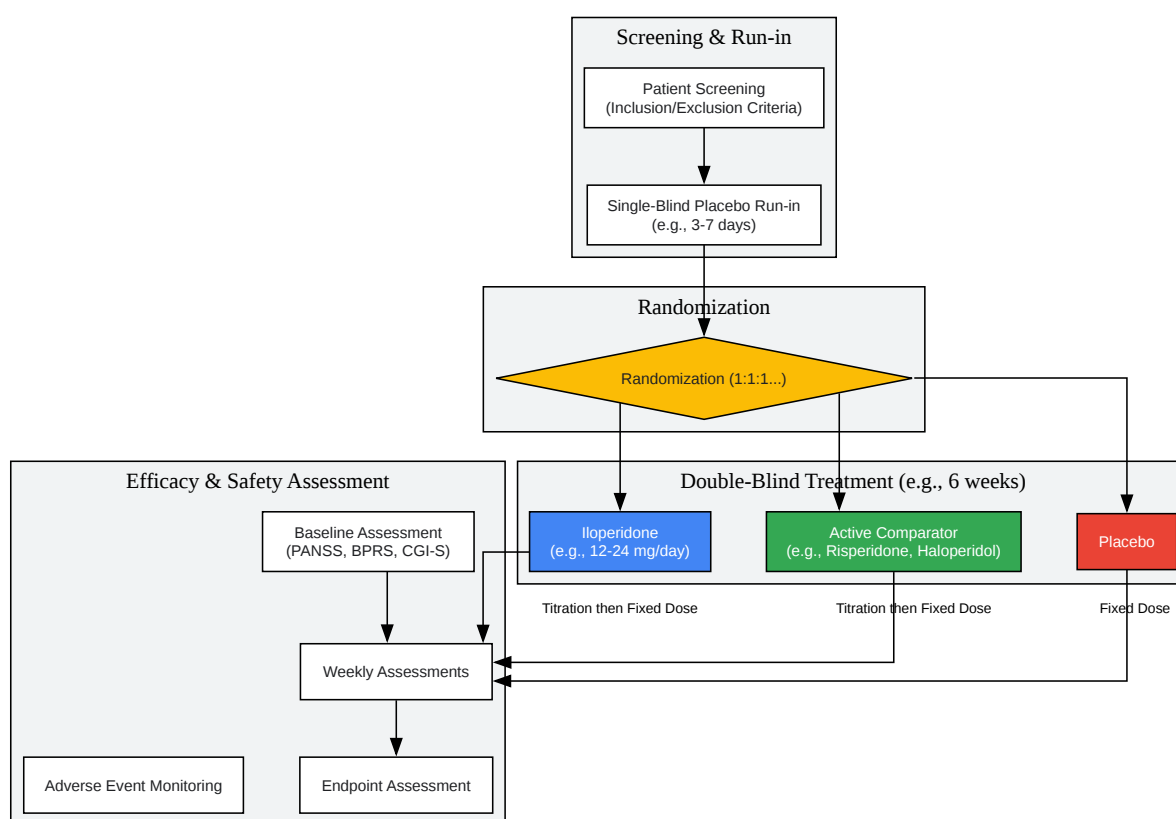 Screening & Run-in
Patient Screening
(Inclusion/Exclusion Criteria)
Single-Blind Placebo Run-in
(e.g., 3-7 days)
Randomization
Randomization (1:1:1...)
Efficacy & Safety Assessment
Baseline Assessment
(PANSS, BPRS, CGI-S)
Weekly Assessments
Adverse Event Monitoring
Endpoint Assessment
Double-Blind Treatment (e.g., 6 weeks)
Iloperidone
(e.g., 12-24 mg/day)
Active Comparator
(e.g., Risperidone, Haloperidol)
Placebo
Titration then Fixed Dose
Titration then Fixed Dose
Fixed Dose